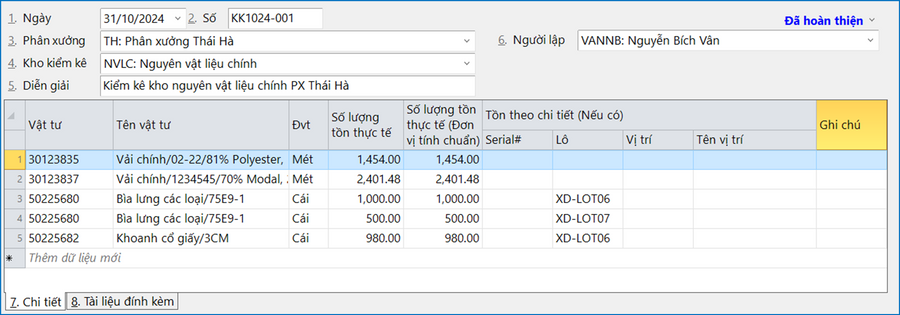 1. Ngày 31/10/2024 2. Số KK1024-001 Đã hoàn thiện
3. Phân xưởng TH: Phân xưởng Thái Hà 6. Người lập VANNB: Nguyễn Bích Vân
4. Kho kiểm kê NVLC: Nguyên vật liệu chính
5. Diễn giải Kiểm kê kho nguyên vật liệu chính PX Thái Hà
Vật tư Tên vật tư Đvt Số lượng tồn thực tế Số lượng tồn thực tế (Đơn vị tính chuẩn) Tồn theo chi tiết (Nếu có) Ghi chú
Serial# Lô Vị trí Tên vị trí
1 30123835 Vải chính/02-22/81% Polyester, Mét 1,454.00 1,454.00
2 30123837 Vải chính/1234545/70% Modal, Mét 2,401.48 2,401.48
3 50225680 Bìa lưng các loại/75E9-1 Cái 1,000.00 1,000.00 XD-LOT06
4 50225680 Bìa lưng các loại/75E9-1 Cái 500.00 500.00 XD-LOT07
5 50225682 Khoanh cổ giấy/3CM Cái 980.00 980.00 XD-LOT06
Thêm dữ liệu mới
7. Chi tiết 8. Tài liệu đính kèm